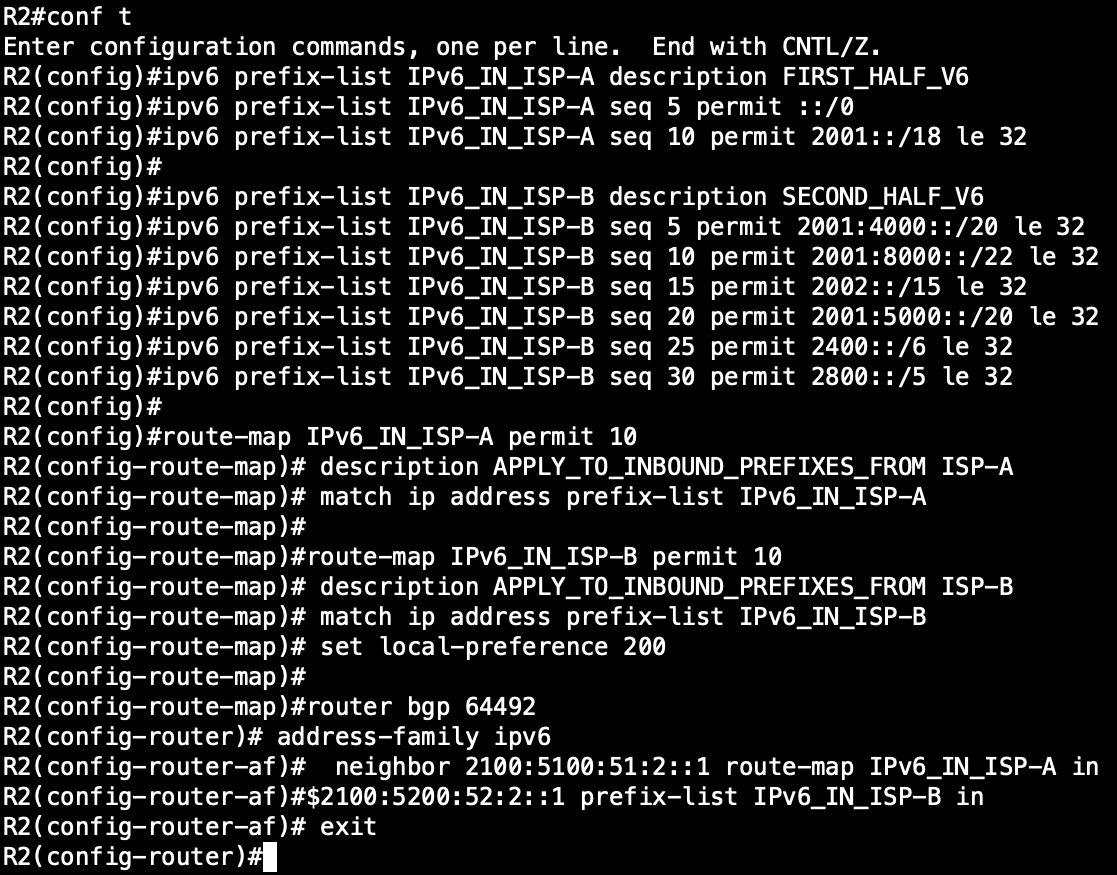 R2#conf t
Enter configuration commands, one per line.  End with CNTL/Z.
R2(config)#ipv6 prefix-list IPv6_IN_ISP-A description FIRST_HALF_V6
R2(config)#ipv6 prefix-list IPv6_IN_ISP-A seq 5 permit ::/0
R2(config)#ipv6 prefix-list IPv6_IN_ISP-A seq 10 permit 2001::/18 le 32
R2(config)#
R2(config)#ipv6 prefix-list IPv6_IN_ISP-B description SECOND_HALF_V6
R2(config)#ipv6 prefix-list IPv6_IN_ISP-B seq 5 permit 2001:4000::/20 le 32
R2(config)#ipv6 prefix-list IPv6_IN_ISP-B seq 10 permit 2001:8000::/22 le 32
R2(config)#ipv6 prefix-list IPv6_IN_ISP-B seq 15 permit 2002::/15 le 32
R2(config)#ipv6 prefix-list IPv6_IN_ISP-B seq 20 permit 2001:5000::/20 le 32
R2(config)#ipv6 prefix-list IPv6_IN_ISP-B seq 25 permit 2400::/6 le 32
R2(config)#ipv6 prefix-list IPv6_IN_ISP-B seq 30 permit 2800::/5 le 32
R2(config)#
R2(config)#route-map IPv6_IN_ISP-A permit 10
R2(config-route-map)# description APPLY_TO_INBOUND_PREFIXES_FROM ISP-A
R2(config-route-map)# match ip address prefix-list IPv6_IN_ISP-A
R2(config-route-map)#
R2(config-route-map)#route-map IPv6_IN_ISP-B permit 10
R2(config-route-map)# description APPLY_TO_INBOUND_PREFIXES_FROM ISP-B
R2(config-route-map)# match ip address prefix-list IPv6_IN_ISP-B
R2(config-route-map)# set local-preference 200
R2(config-route-map)#
R2(config-route-map)#router bgp 64492
R2(config-router)# address-family ipv6
R2(config-router-af)#  neighbor 2100:5100:51:2::1 route-map IPv6_IN_ISP-A in
R2(config-router-af)#$2100:5200:52:2::1 prefix-list IPv6_IN_ISP-B in
R2(config-router-af)# exit
R2(config-router)#